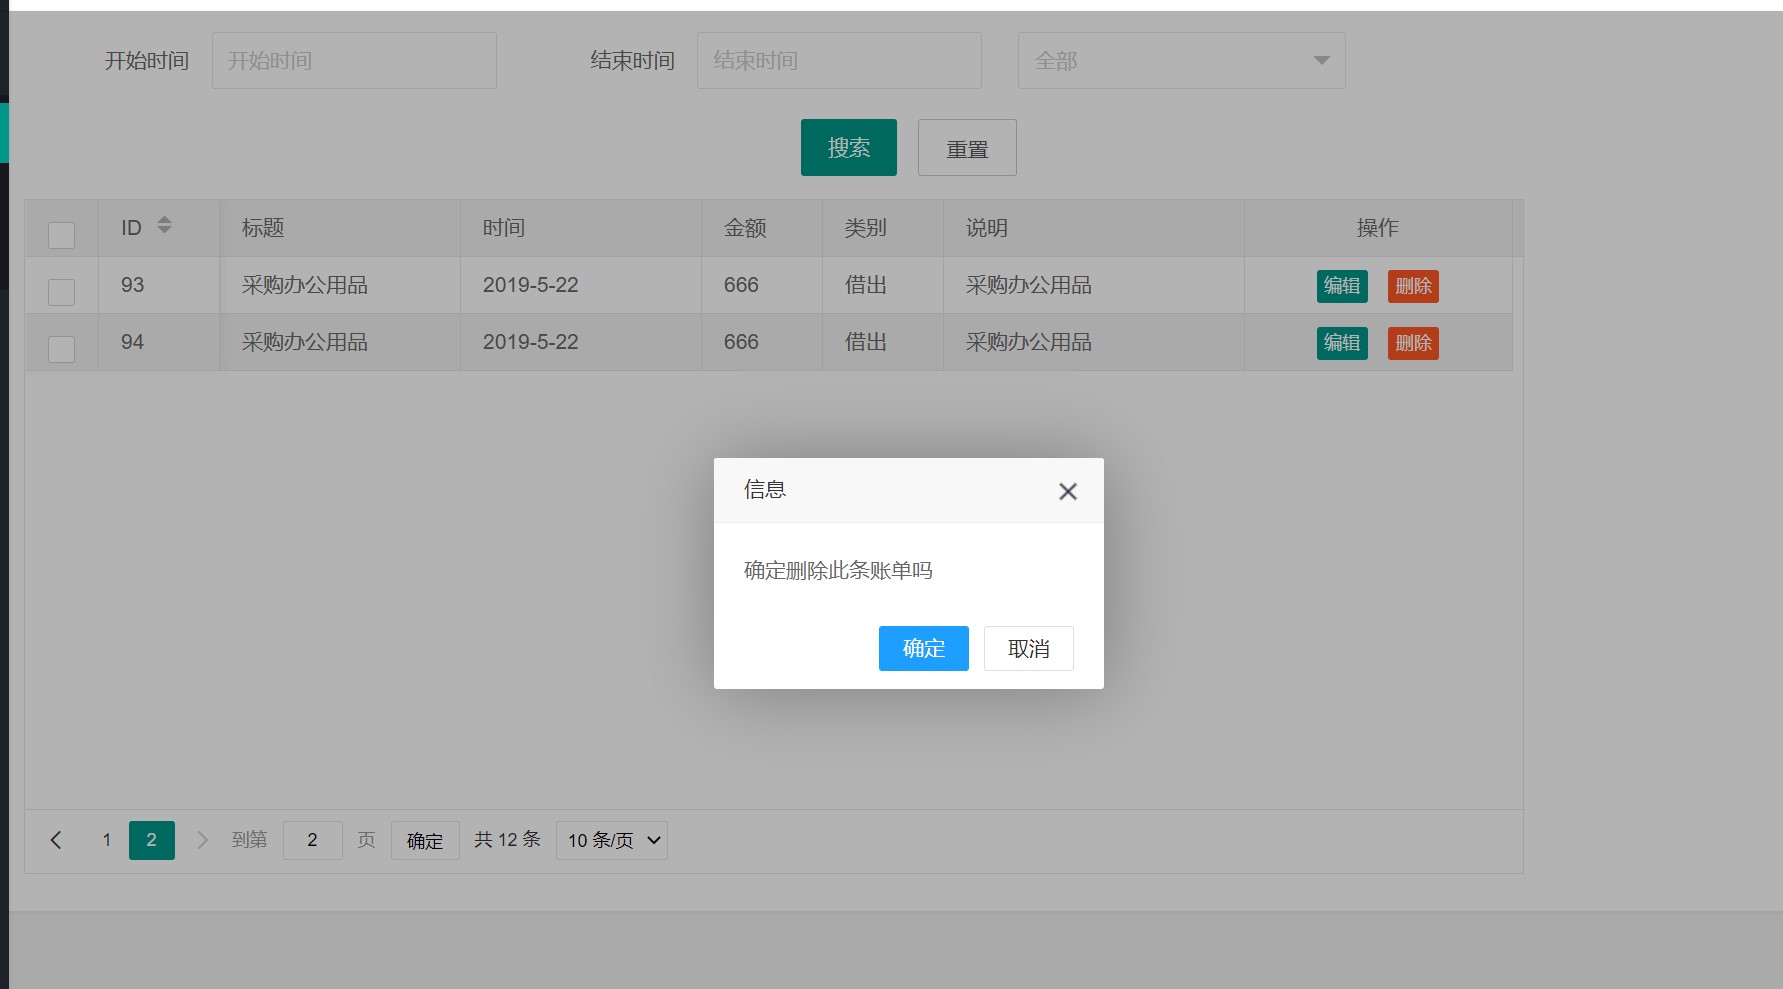 开始时间 开始时间 结束时间 结束时间 全部
搜索 重置
ID 标题 时间 金额 类别 说明 操作
93 采购办公用品 2019-5-22 666 借出 采购办公用品 编辑 删除
94 采购办公用品 2019-5-22 666 借出 采购办公用品 编辑 删除
信息
确定删除此条账单吗
确定 取消
1 2 到第 2 页 确定 共 12 条 10 条/页